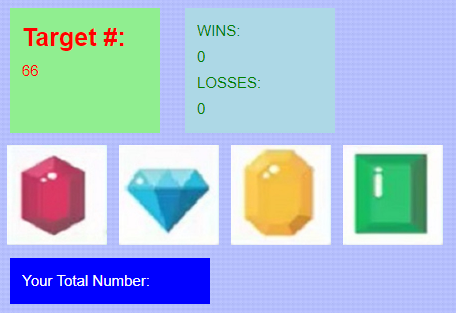 Target #:
66
WINS:
0
LOSSES:
0
Your Total Number: